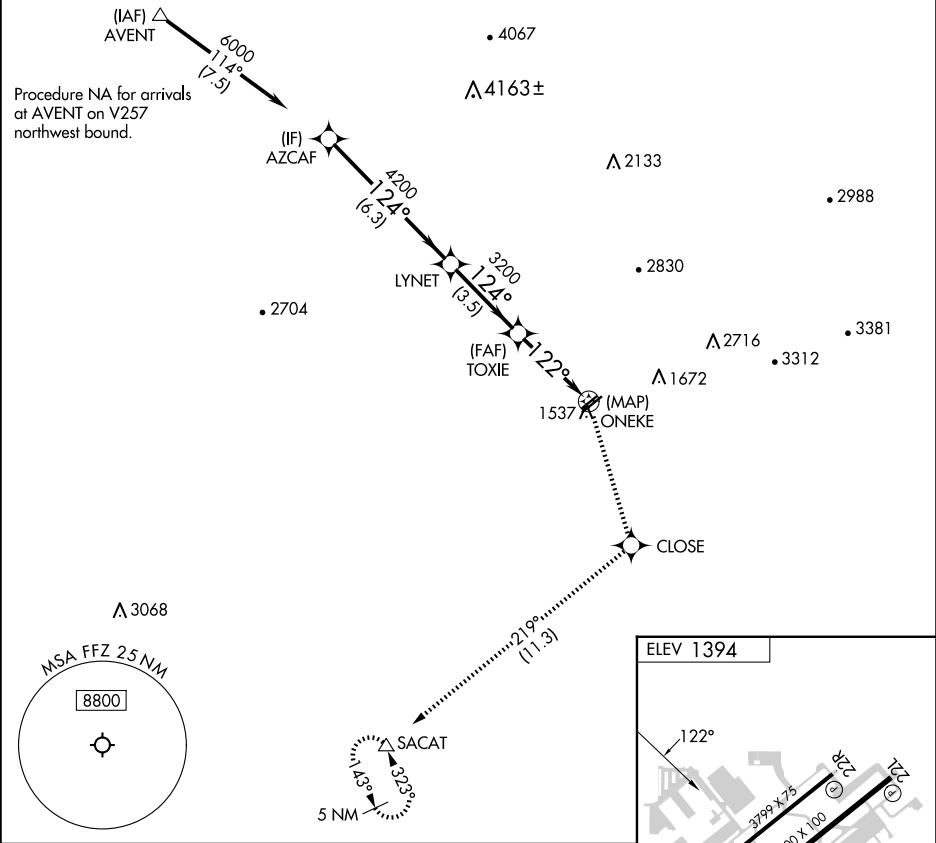 (IAF)
AVENT
6000
114°
(7.5)
4067
4163±
Procedure NA for arrivals
at AVENT on V257
northwest bound.
(IF)
AZCAF
2133
4200
124°
(6.3)
2988
LYNET
3200
124°
(3.5)
2830
2704
(FAF)
TOXIE
122°
2716
3381
3312
1672
1537
(MAP)
ONEKE
CLOSE
219°
(11.3)
3068
MSA FFZ 25 NM
8800
SACAT
143°
323°
5 NM
ELEV 1394
122°
22R
22L
P
P
3799 X 75
00 X 100